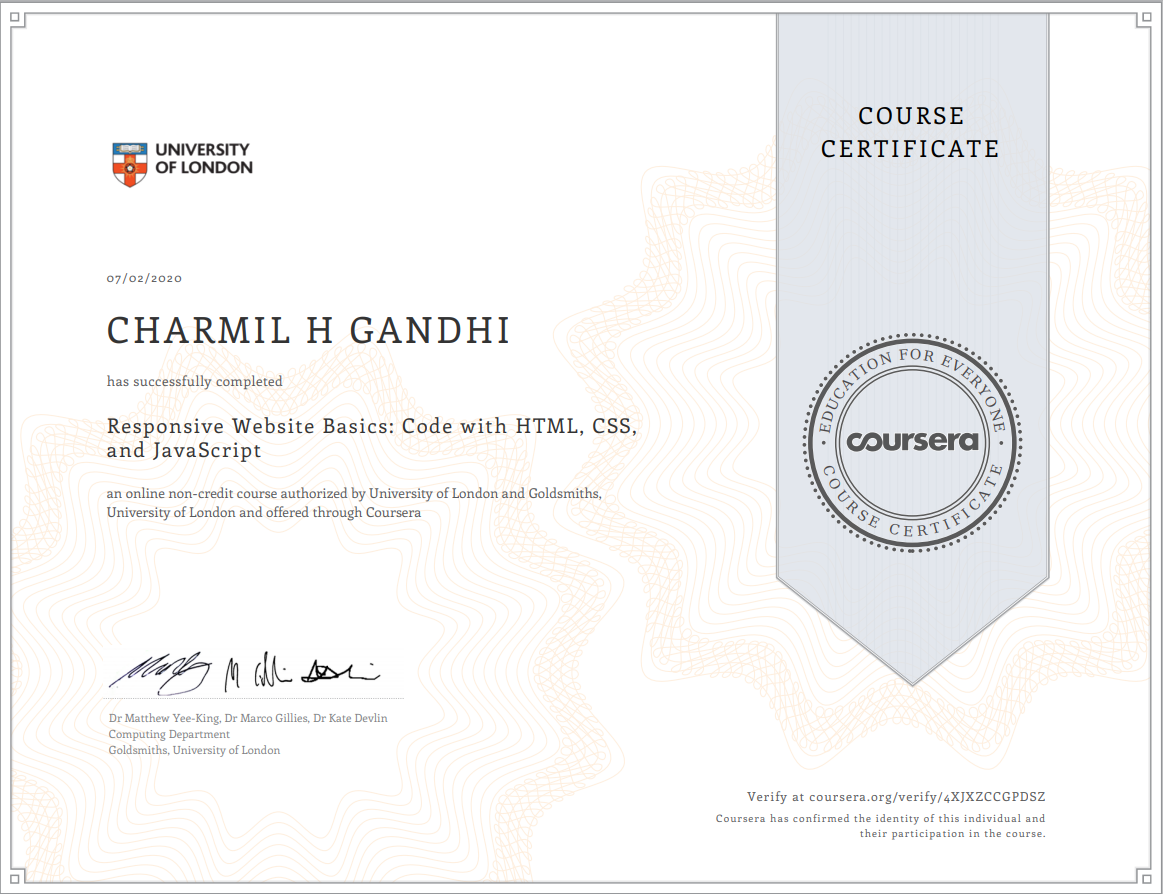 UNIVERSITY
OF LONDON
COURSE
CERTIFICATE
07/02/2020
CHARMIL H GANDHI
has successfully completed
Responsive Website Basics: Code with HTML, CSS,
and JavaScript
an online non-credit course authorized by University of London and Goldsmiths,
University of London and offered through Coursera
EDUCATION FOR EVERYONE
coursera
COURSE CERTIFICATE
Dr Matthew Yee-King, Dr Marco Gillies, Dr Kate Devlin
Computing Department
Goldsmiths, University of London
Verify at coursera.org/verify/4XJXZCCGPDSZ
Coursera has confirmed the identity of this individual and
their participation in the course.